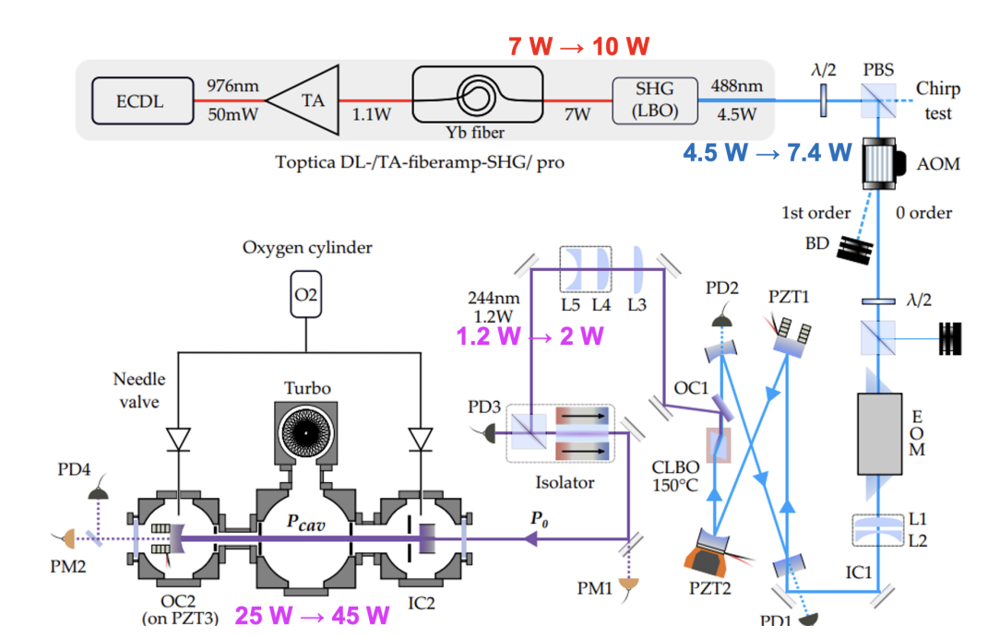 7 W → 10 W
ECDL
976nm
50mW
TA
1.1W
Yb fiber
7W
SHG
(LBO)
488nm
4.5W
λ/2
PBS
Chirp
test
Toptica DL-/TA-fiberamp-SHG/ pro
4.5 W → 7.4 W
AOM
1st order
0 order
BD
Oxygen cylinder
O2
L5
L4
L3
244nm
1.2W
1.2 W → 2 W
PD2
PZT1
λ/2
Needle
valve
Turbo
PD3
OC1
EOM
Isolator
CLBO
150°C
PD4
Pcav
P0
L1
L2
PM2
PM1
PZT2
IC1
OC2
(on PZT3)
25 W → 45 W
IC2
PD1